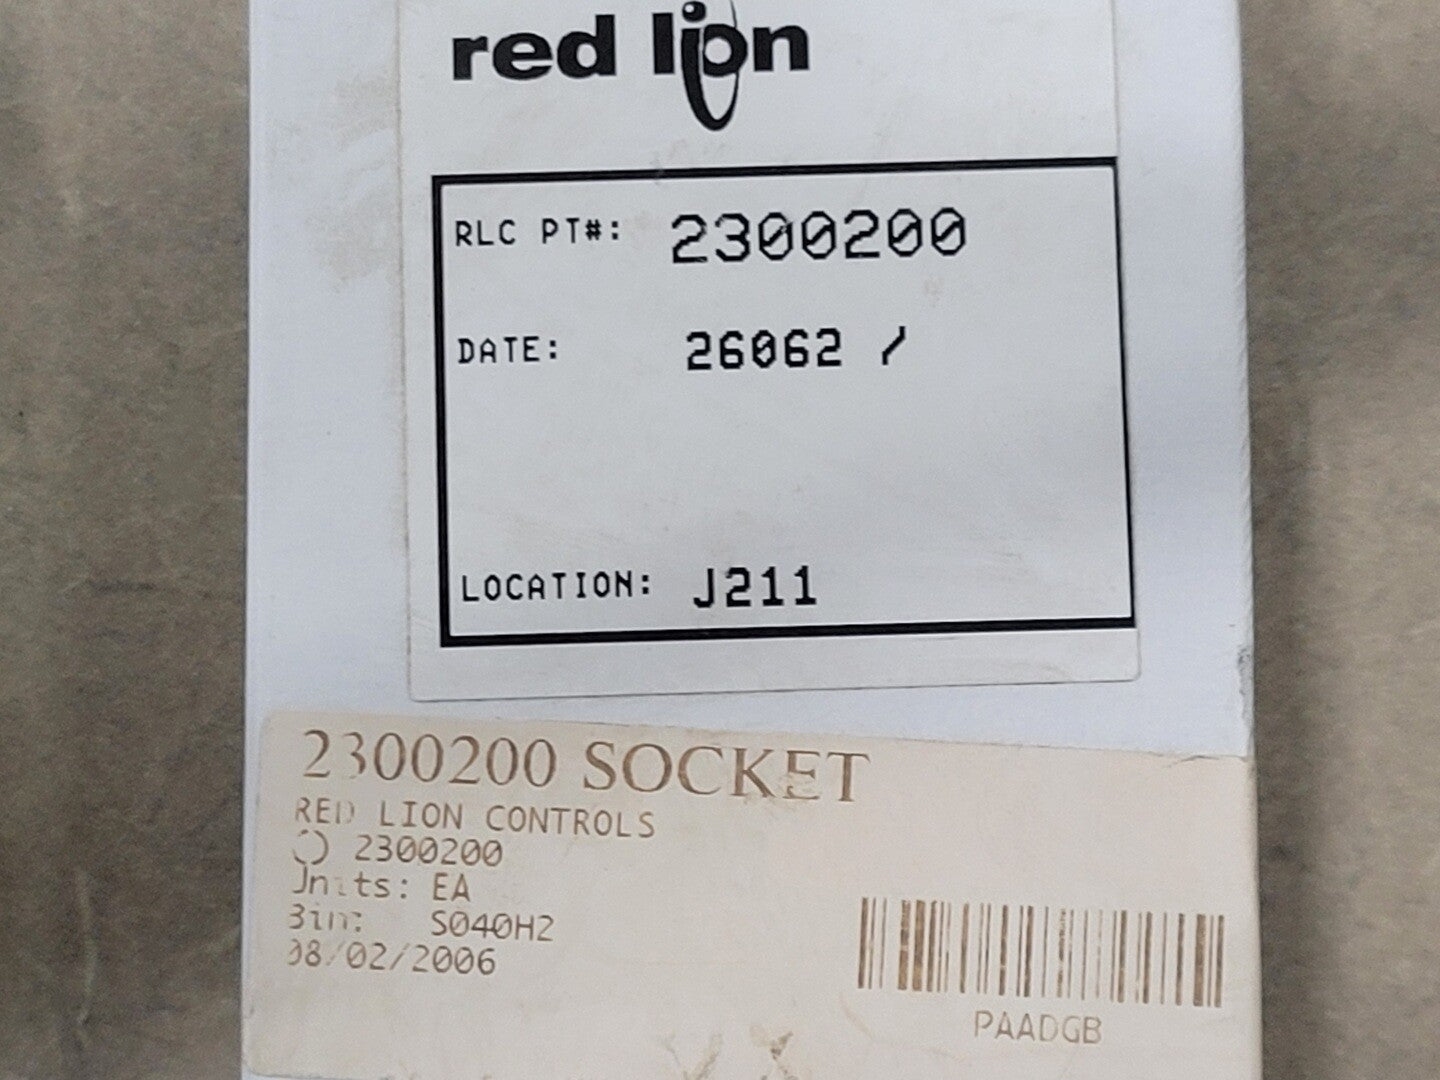 red lion
RLC PT#: 2300200
DATE: 26062 /
LOCATION: J211
2300200 SOCKET
RED LION CONTROLS
2300200
Units: EA
Bin: S040H2
08/02/2006
PAADGB